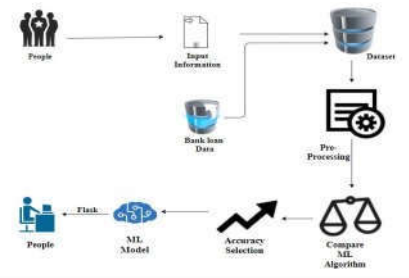 People
Input
Information
Dataset
Bank loan
Data
Pre-
Processing
Flask
People
ML
Model
Accuracy
Selection
Compare
ML
Algorithm